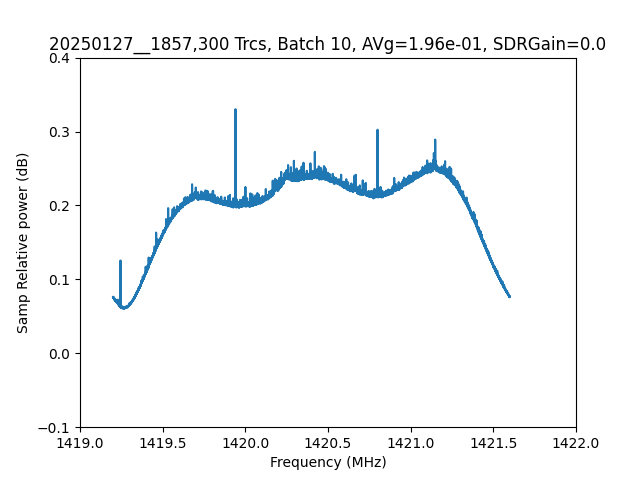 20250127__1857,300 Trcs, Batch 10, AVg=1.96e-01, SDRGain=0.0
0.4
0.3
0.2
0.1
0.0
−0.1
Samp Relative power (dB)
1419.0 1419.5 1420.0 1420.5 1421.0 1421.5 1422.0
Frequency (MHz)